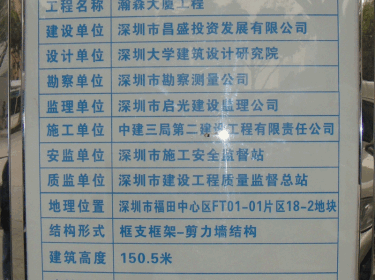 工程名称 瀚森大厦工程
建设单位 深圳市昌盛投资发展有限公司
设计单位 深圳大学建筑设计研究院
勘察单位 深圳市勘察测量公司
监理单位 深圳市启光建设监理公司
施工单位 中建三局第二建设工程有限责任公司
安监单位 深圳市施工安全监督站
质监单位 深圳市建设工程质量监督总站
地理位置 深圳市福田中心区FT01-01片区18-2地块
结构形式 框支框架-剪力墙结构
建筑高度 150.5米